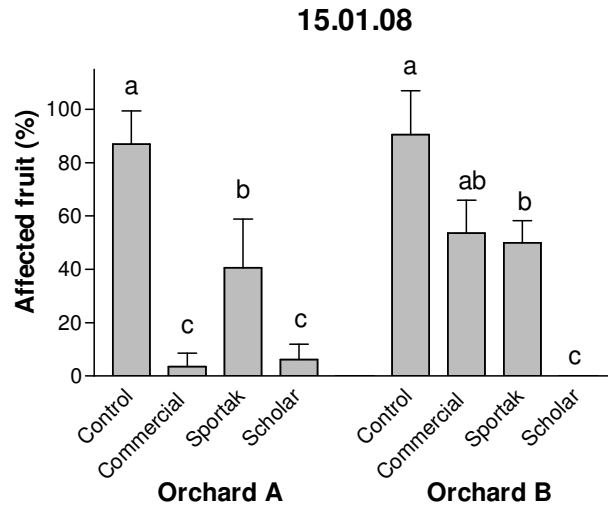 15.01.08
Affected fruit (%)
100
80
60
40
20
0
a
c
b
c
a
ab
b
c
Control
Commercial
Sportak
Scholar
Control
Commercial
Sportak
Scholar
Orchard A
Orchard B